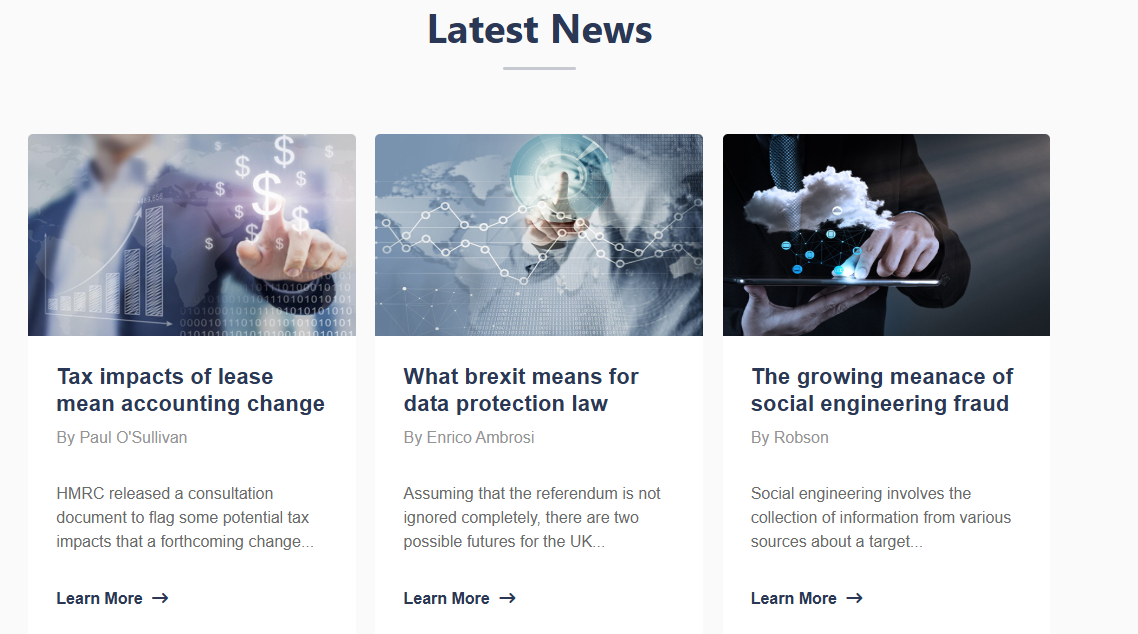 Latest News
Tax impacts of lease
mean accounting change
By Paul O'Sullivan
HMRC released a consultation
document to flag some potential tax
impacts that a forthcoming change...
Learn More →
What brexit means for
data protection law
By Enrico Ambrosi
Assuming that the referendum is not
ignored completely, there are two
possible futures for the UK...
Learn More →
The growing meanace of
social engineering fraud
By Robson
Social engineering involves the
collection of information from various
sources about a target...
Learn More →